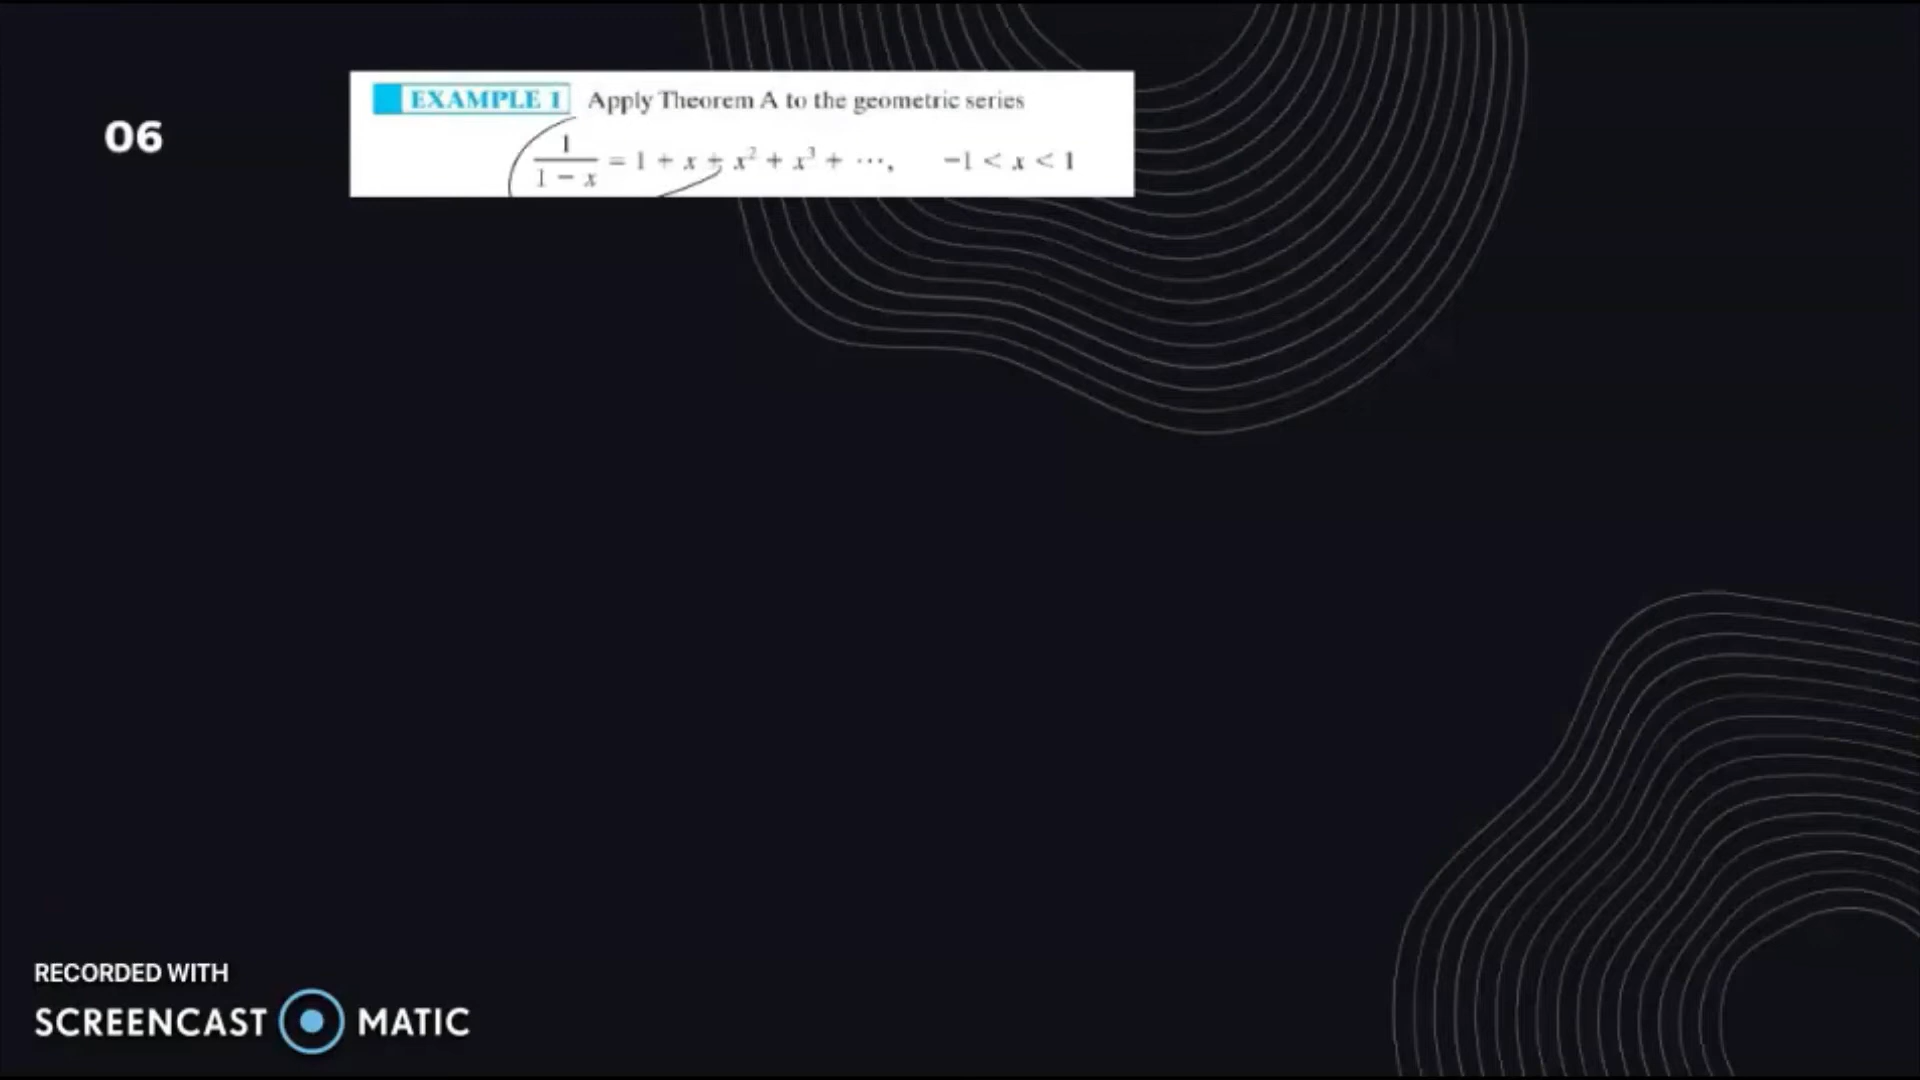 06
EXAMPLE 1 Apply Theorem A to the geometric series
1/(1 − x) = 1 + x + x² + x³ + ⋯, −1 < x < 1
RECORDED WITH
SCREENCAST MATIC